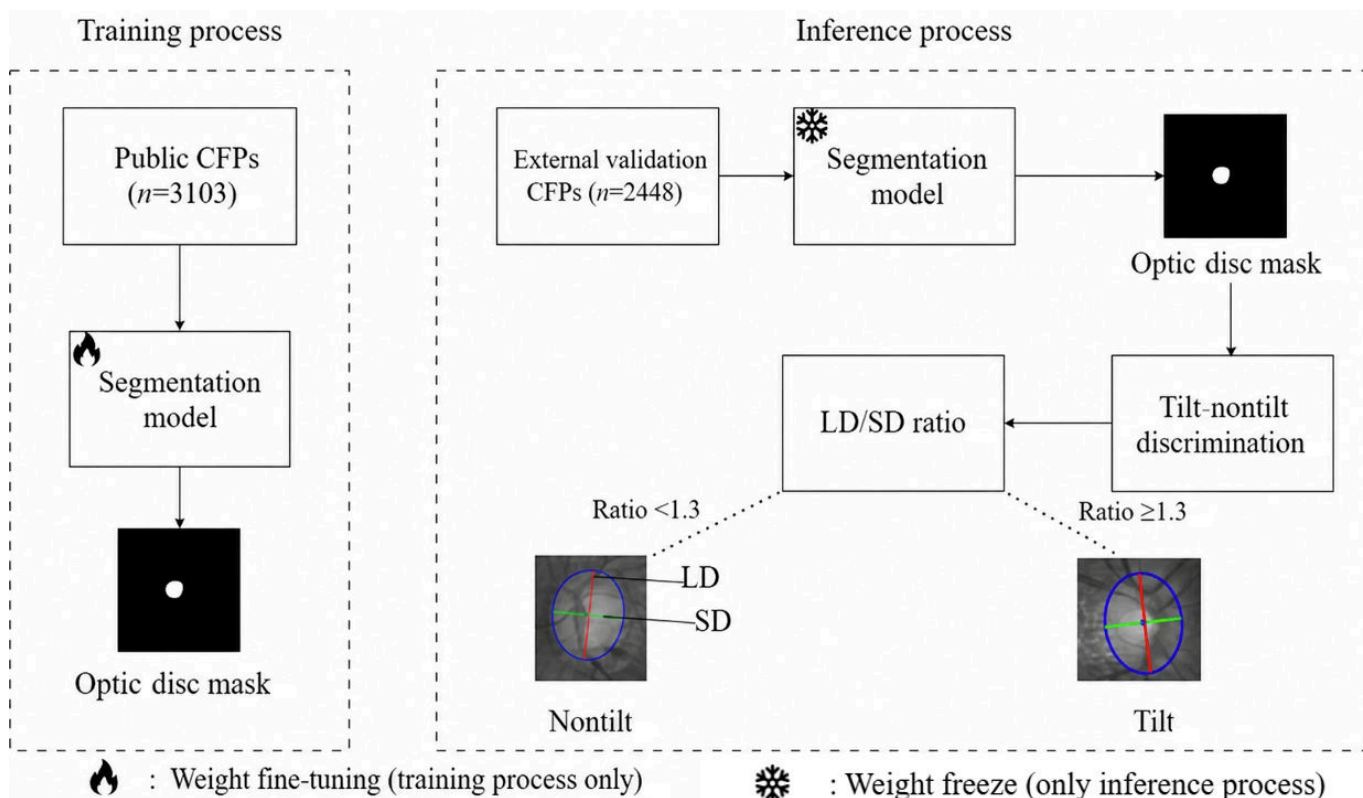 Training process
Public CFPs
(n=3103)
Segmentation
model
Optic disc mask
Inference process
External validation
CFPs (n=2448)
Segmentation
model
Optic disc mask
Tilt-nontilt
discrimination
LD/SD ratio
Ratio <1.3
Ratio ≥1.3
LD
SD
Nontilt
Tilt
: Weight fine-tuning (training process only)
: Weight freeze (only inference process)